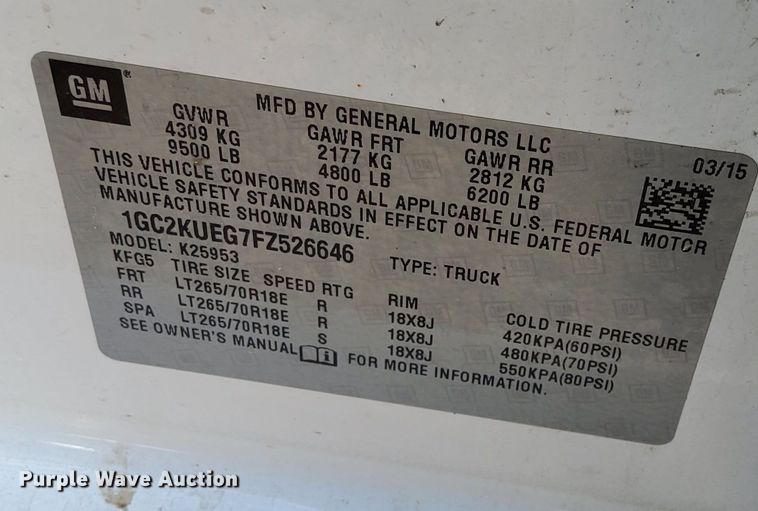 GM
MFD BY GENERAL MOTORS LLC
03/15
GVWR GAWR FRT GAWR RR
4309 KG 2177 KG 2812 KG
9500 LB 4800 LB 6200 LB
THIS VEHICLE CONFORMS TO ALL APPLICABLE U.S. FEDERAL MOTOR
VEHICLE SAFETY STANDARDS IN EFFECT ON THE DATE OF
MANUFACTURE SHOWN ABOVE.
1GC2KUEG7FZ526646 TYPE: TRUCK
MODEL: K25953
KFG5 TIRE SIZE SPEED RTG RIM COLD TIRE PRESSURE
FRT LT265/70R18E R 18X8J 420KPA(60PSI)
RR LT265/70R18E R 18X8J 480KPA(70PSI)
SPA LT265/70R18E S 18X8J 550KPA(80PSI)
SEE OWNER'S MANUAL FOR MORE INFORMATION.
Purple Wave Auction